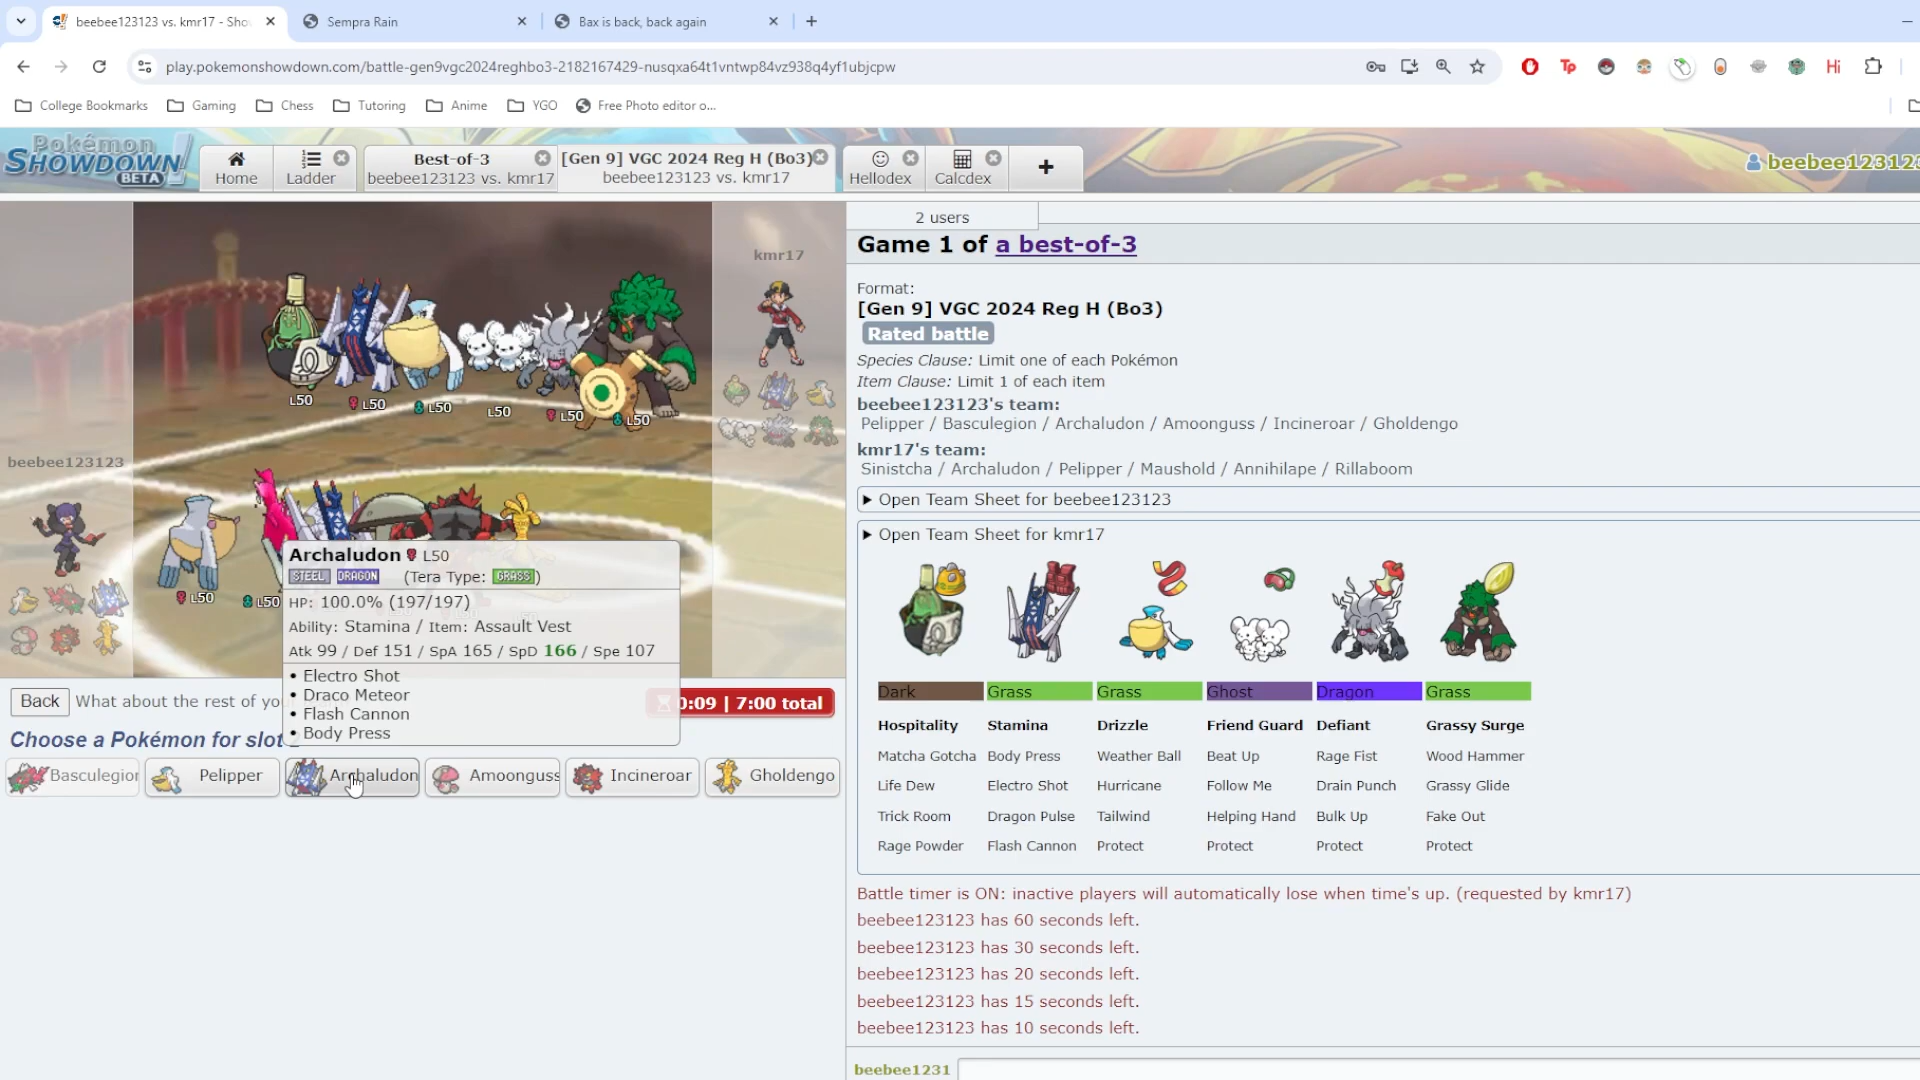 beebee123123 vs. kmr17 - Sho
Sempra Rain
Bax is back, back again
play.pokemonshowdown.com/battle-gen9vgc2024reghbo3-2182167429-nusqxa64t1vntwp84vz938q4yf1ubjcpw
Tp
Hi
College Bookmarks
Gaming
Chess
Tutoring
Anime
YGO
Free Photo editor o...
Pokémon
SHOWDOWN!
BETA
Home
Ladder
Best-of-3
beebee123123 vs. kmr17
[Gen 9] VGC 2024 Reg H (Bo3)
beebee123123 vs. kmr17
Hellodex
Calcdex
beebee123123
kmr17
L50
L50
L50
L50
L50
L50
beebee123123
L50
L50
Archaludon L50
STEEL DRAGON (Tera Type: GRASS)
HP: 100.0% (197/197)
Ability: Stamina / Item: Assault Vest
Atk 99 / Def 151 / SpA 165 / SpD 166 / Spe 107
• Electro Shot
• Draco Meteor
• Flash Cannon
• Body Press
Back What about the rest of yo
0:09 | 7:00 total
Choose a Pokémon for slot
Basculegion
Pelipper
Archaludon
Amoonguss
Incineroar
Gholdengo
2 users
Game 1 of a best-of-3
Format:
[Gen 9] VGC 2024 Reg H (Bo3)
Rated battle
Species Clause: Limit one of each Pokémon
Item Clause: Limit 1 of each item
beebee123123's team:
Pelipper / Basculegion / Archaludon / Amoonguss / Incineroar / Gholdengo
kmr17's team:
Sinistcha / Archaludon / Pelipper / Maushold / Annihilape / Rillaboom
▶ Open Team Sheet for beebee123123
▶ Open Team Sheet for kmr17
Dark Grass Grass Ghost Dragon Grass
Hospitality Stamina Drizzle Friend Guard Defiant Grassy Surge
Matcha Gotcha Body Press Weather Ball Beat Up Rage Fist Wood Hammer
Life Dew Electro Shot Hurricane Follow Me Drain Punch Grassy Glide
Trick Room Dragon Pulse Tailwind Helping Hand Bulk Up Fake Out
Rage Powder Flash Cannon Protect Protect Protect Protect
Battle timer is ON: inactive players will automatically lose when time's up. (requested by kmr17)
beebee123123 has 60 seconds left.
beebee123123 has 30 seconds left.
beebee123123 has 20 seconds left.
beebee123123 has 15 seconds left.
beebee123123 has 10 seconds left.
beebee1231